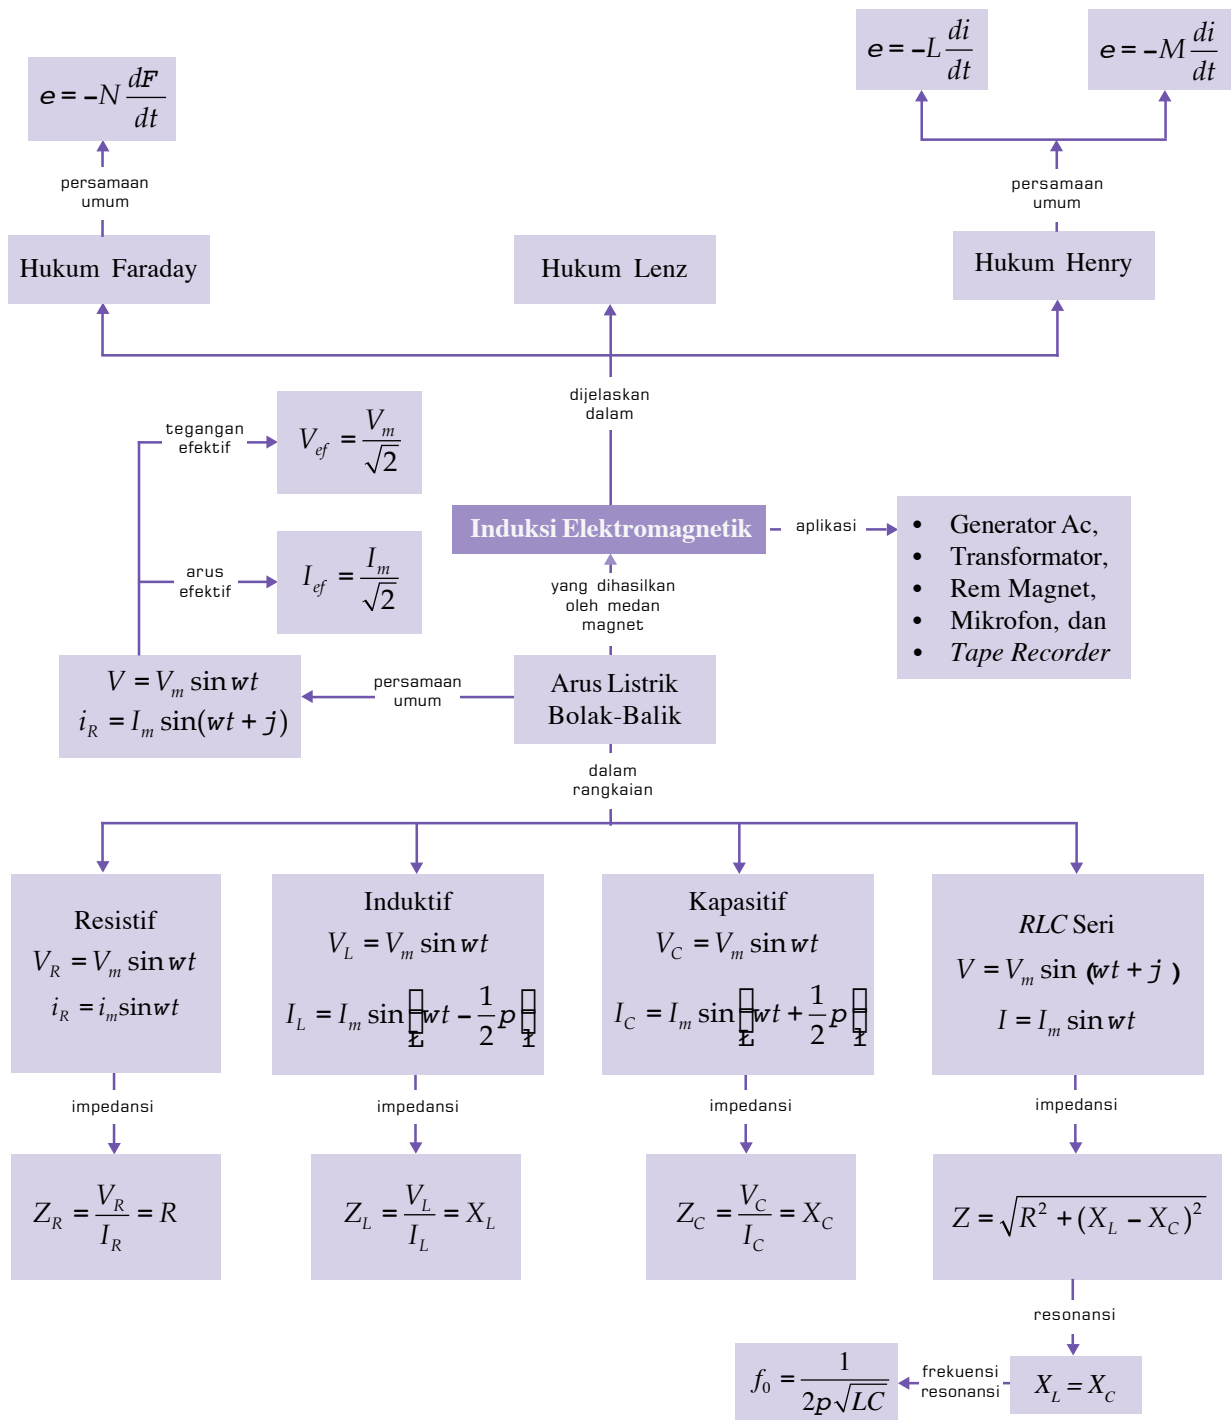 e = −L di/dt
e = −M di/dt
e = −N dF/dt
persamaan
umum
persamaan
umum
Hukum Faraday
Hukum Lenz
Hukum Henry
dijelaskan
dalam
tegangan
efektif
V_ef = V_m/√2
Induksi Elektromagnetik
aplikasi
• Generator Ac,
• Transformator,
• Rem Magnet,
• Mikrofon, dan
• Tape Recorder
arus
efektif
I_ef = I_m/√2
yang dihasilkan
oleh medan
magnet
V = V_m sin wt
i_R = I_m sin(wt + j)
persamaan
umum
Arus Listrik
Bolak-Balik
dalam
rangkaian
Resistif
V_R = V_m sin wt
i_R = i_m sin wt
Induktif
V_L = V_m sin wt
I_L = I_m sin (wt − 1/2 p)
Kapasitif
V_C = V_m sin wt
I_C = I_m sin (wt + 1/2 p)
RLC Seri
V = V_m sin (wt + j)
I = I_m sin wt
impedansi
impedansi
impedansi
impedansi
Z_R = V_R/I_R = R
Z_L = V_L/I_L = X_L
Z_C = V_C/I_C = X_C
Z = √(R² + (X_L − X_C)²)
resonansi
f_0 = 1/(2p√LC)
frekuensi
resonansi
X_L = X_C